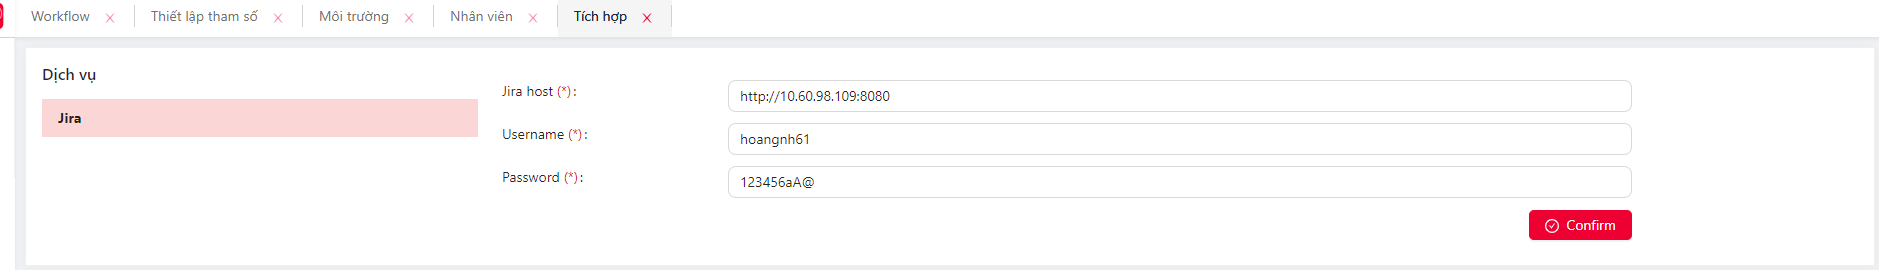 Workflow
Thiết lập tham số
Môi trường
Nhân viên
Tích hợp
Dịch vụ
Jira
Jira host (*) :
http://10.60.98.109:8080
Username (*) :
hoangnh61
Password (*) :
123456aA@
Confirm